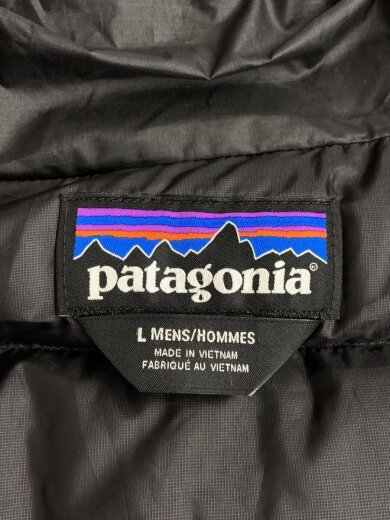 patagonia®
L MENS/HOMMES
MADE IN VIETNAM
FABRIQUÉ AU VIETNAM